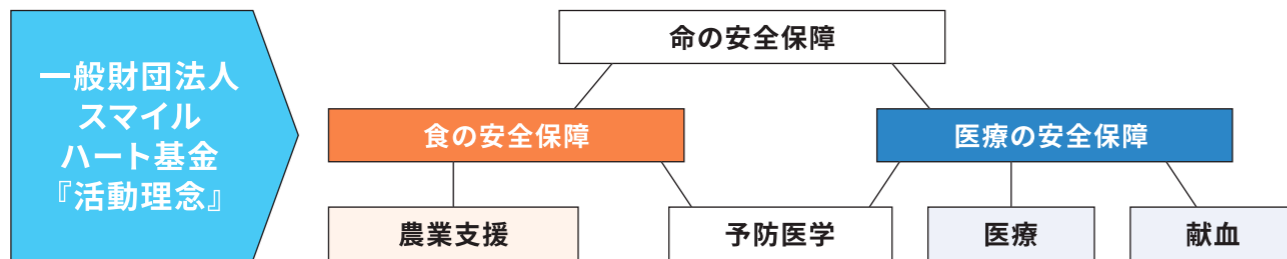 一般財団法人
スマイル
ハート基金
『活動理念』
命の安全保障
食の安全保障
医療の安全保障
農業支援
予防医学
医療
献血